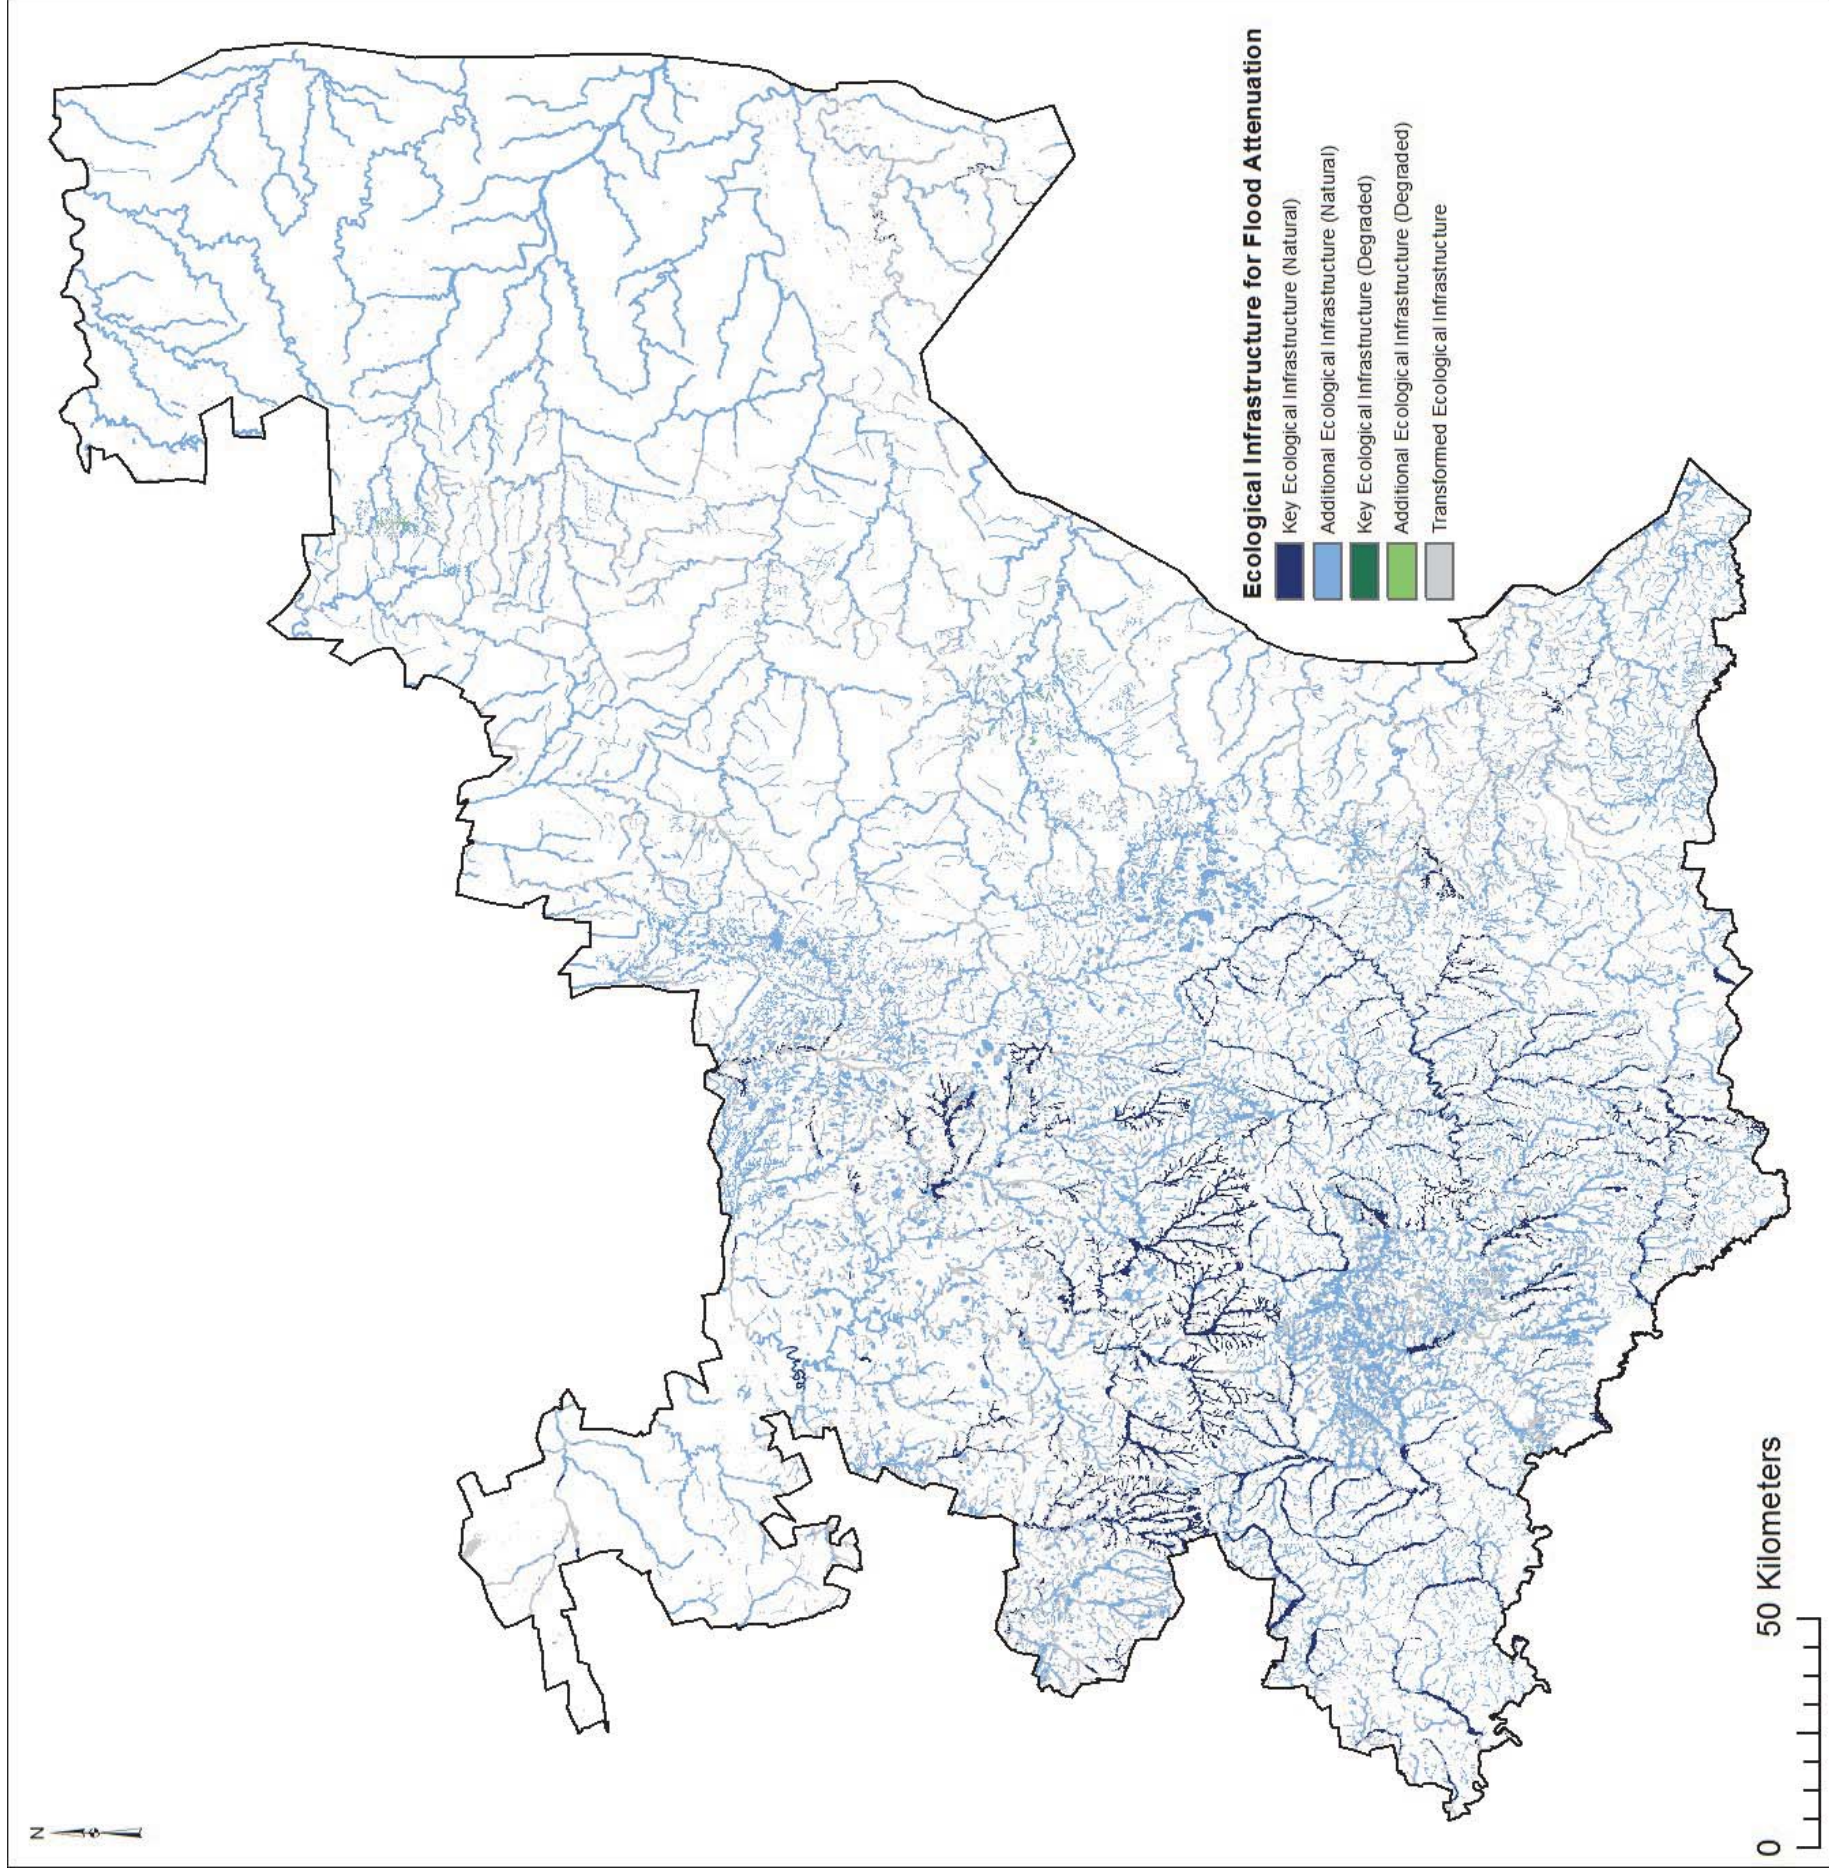 N
Ecological Infrastructure for Flood Attenuation
Key Ecological Infrastructure (Natural)
Additional Ecological Infrastructure (Natural)
Key Ecological Infrastructure (Degraded)
Additional Ecological Infrastructure (Degraded)
Transformed Ecological Infrastructure
0 50 Kilometers